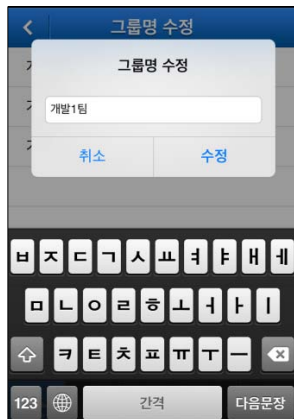 그룹명 수정
그룹명 수정
개발1팀
취소 수정
ㅂ ㅈ ㄷ ㄱ ㅅ ㅛ ㅕ ㅑ ㅐ ㅔ
ㅁ ㄴ ㅇ ㄹ ㅎ ㅗ ㅓ ㅏ ㅣ
ㅋ ㅌ ㅊ ㅍ ㅠ ㅜ ㅡ
123 간격 다음문장